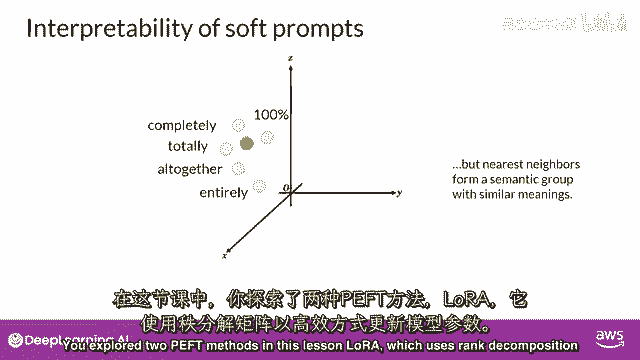 Interpretability of soft prompts
z
100%
completely
totally
altogether
entirely
0
y
x
…but nearest neighbors
form a semantic group
with similar meanings.
在这节课中，你探索了两种PEFT方法，LoRA，它
使用秩分解矩阵以高效方式更新模型参数。
DeepLearning.AI
You explored two PEFT methods in this lesson LoRA, which uses rank decomposition
aws